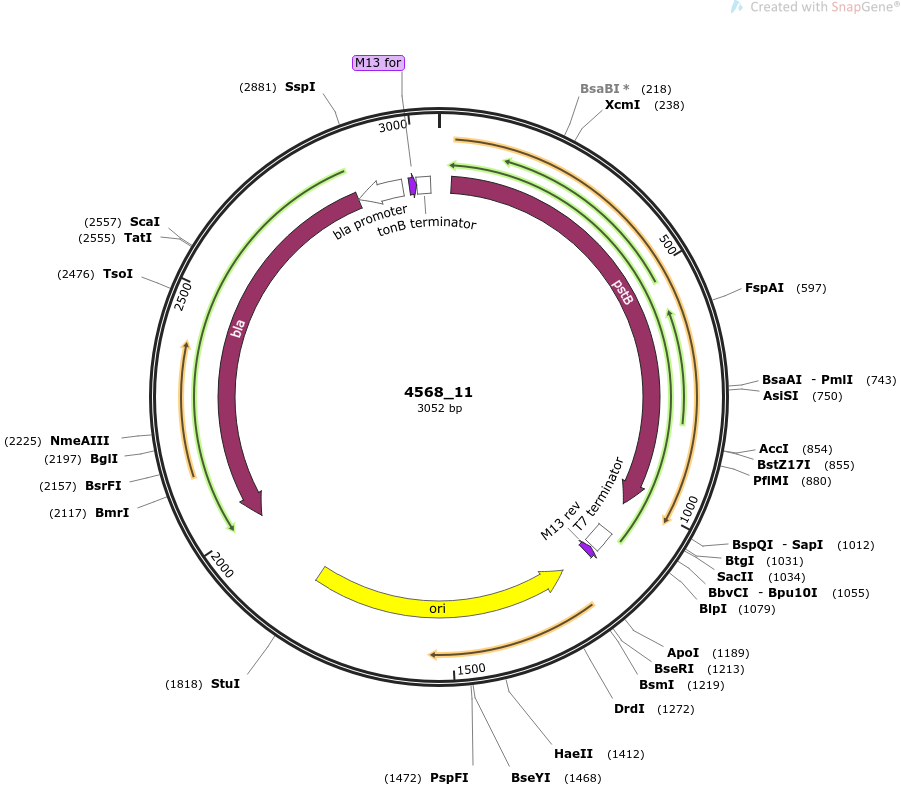 Created with SnapGene®
M13 for
(2881) SspI
3000
BsaBI * (218)
XcmI (238)
bla promoter
tonB terminator
(2557) ScaI
(2555) TatI
(2476) TsoI
2500
500
pstB
bla
FspAI (597)
4568_11
3052 bp
BsaAI - PmlI (743)
AsiSI (750)
(2225) NmeAIII
(2197) BglI
(2157) BsrFI
(2117) BmrI
AccI (854)
BstZ17I (855)
PflMI (880)
M13 rev
T7 terminator
1000
BspQI - SapI (1012)
BtgI (1031)
SacII (1034)
BbvCI - Bpu10I (1055)
BlpI (1079)
2000
ori
ApoI (1189)
BseRI (1213)
BsmI (1219)
DrdI (1272)
1500
(1818) StuI
HaeII (1412)
(1472) PspFI
BseYI (1468)